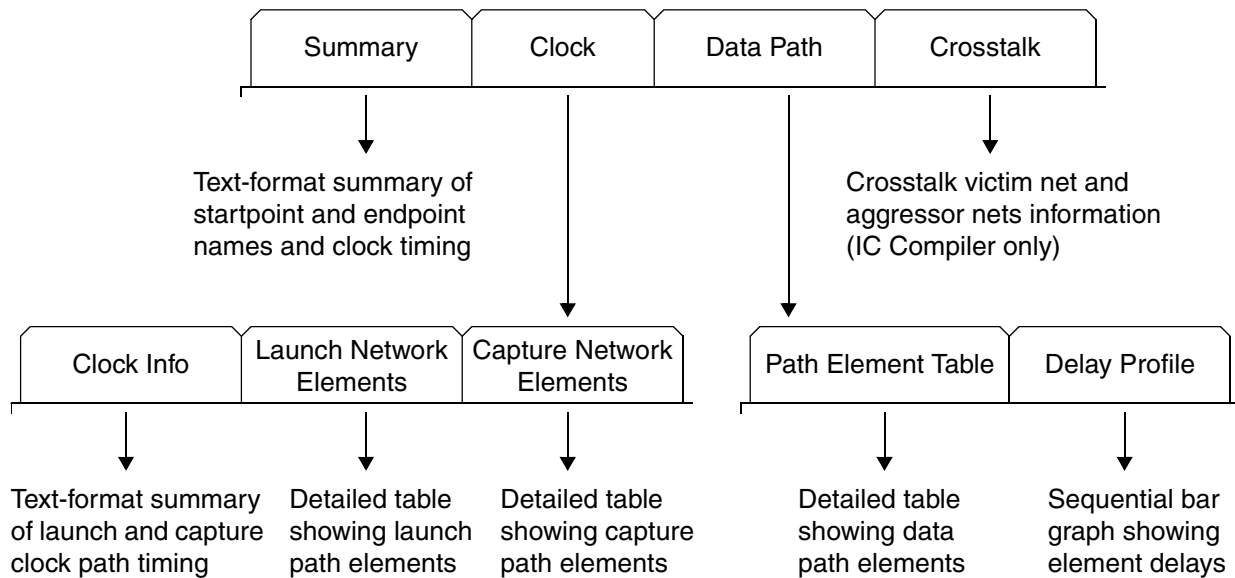 Summary
Clock
Data Path
Crosstalk
Text-format summary of
startpoint and endpoint
names and clock timing
Crosstalk victim net and
aggressor nets information
(IC Compiler only)
Clock Info
Launch Network
Elements
Capture Network
Elements
Path Element Table
Delay Profile
Text-format summary
of launch and capture
clock path timing
Detailed table
showing launch
path elements
Detailed table
showing capture
path elements
Detailed table
showing data
path elements
Sequential bar
graph showing
element delays